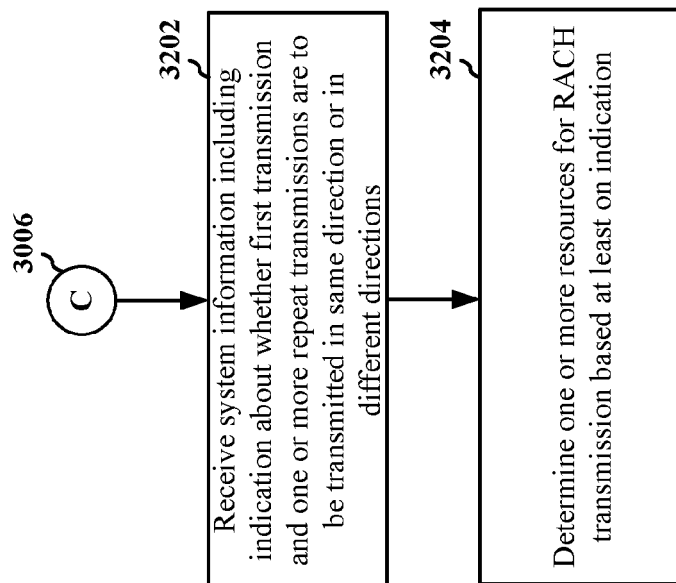 3006
C
3202
Receive system information including
indication about whether first transmission
and one or more repeat transmissions are to
be transmitted in same direction or in
different directions
3204
Determine one or more resources for RACH
transmission based at least on indication